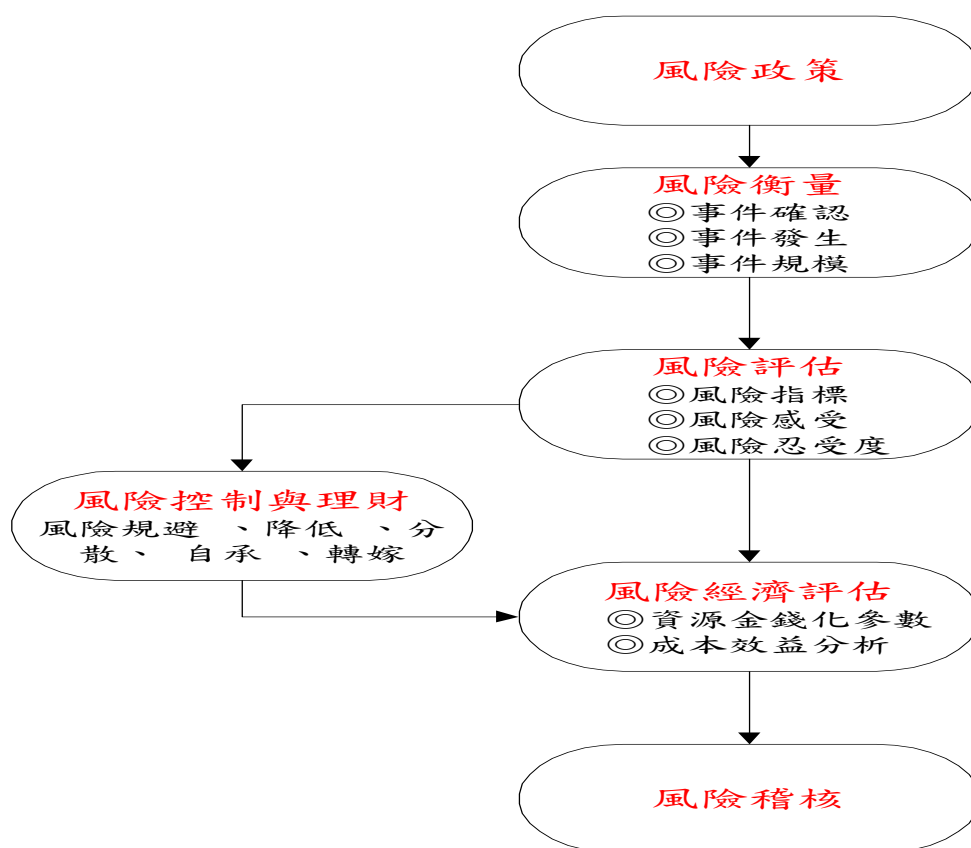 風險政策
風險衡量
◎事件確認
◎事件發生
◎事件規模
風險評估
◎風險指標
◎風險感受
◎風險忍受度
風險控制與理財
風險規避 、降低 、分
散、 自承 、轉嫁
風險經濟評估
◎資源金錢化參數
◎成本效益分析
風險稽核